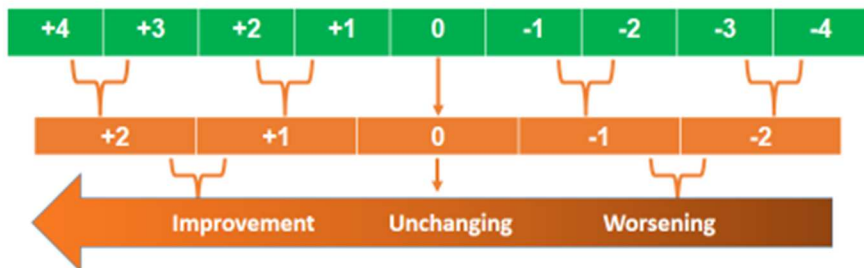 +4 +3 +2 +1 0 -1 -2 -3 -4
+2 +1 0 -1 -2
Improvement Unchanging Worsening